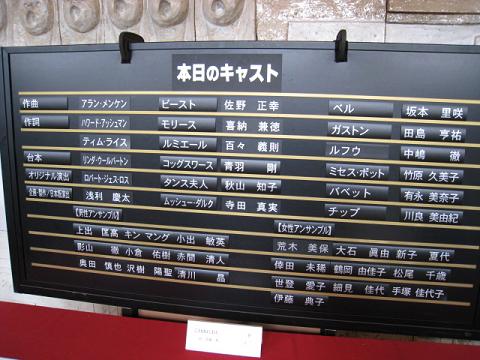 本日のキャスト
作曲 アラン・メンケン ビースト 佐野 正幸 ベル 坂本 里咲
作詞 ハワード・アッシュマン モリース 喜納 兼徳 ガストン 田島 亨祐
ティム・ライス ルミエール 百々 義則 ルフウ 中嶋 徹
台本 リンダ・ウールバートン コッグスワース 青羽 剛 ミセス・ポット 竹原 久美子
オリジナル演出 ロバート・ジェス・ロス タンス夫人 秋山 知子 バベット 有永 美奈子
企画・製作/日本版演出 浅利 慶太 ムッシュー・ダルク 寺田 真実 チップ 川良 美由紀
【男性アンサンブル】 【女性アンサンブル】
上出 匡高 キン マング 小出 敏英 荒木 美保 大石 眞由 新子 夏代
影山 徹 小倉 佑樹 赤間 清人 倖田 未稀 鶴岡 由佳子 松尾 千歳
奥田 慎也 沢樹 陽聖 清川 晶 世登 愛子 細見 佳代 手塚 佳代子
伊藤 典子